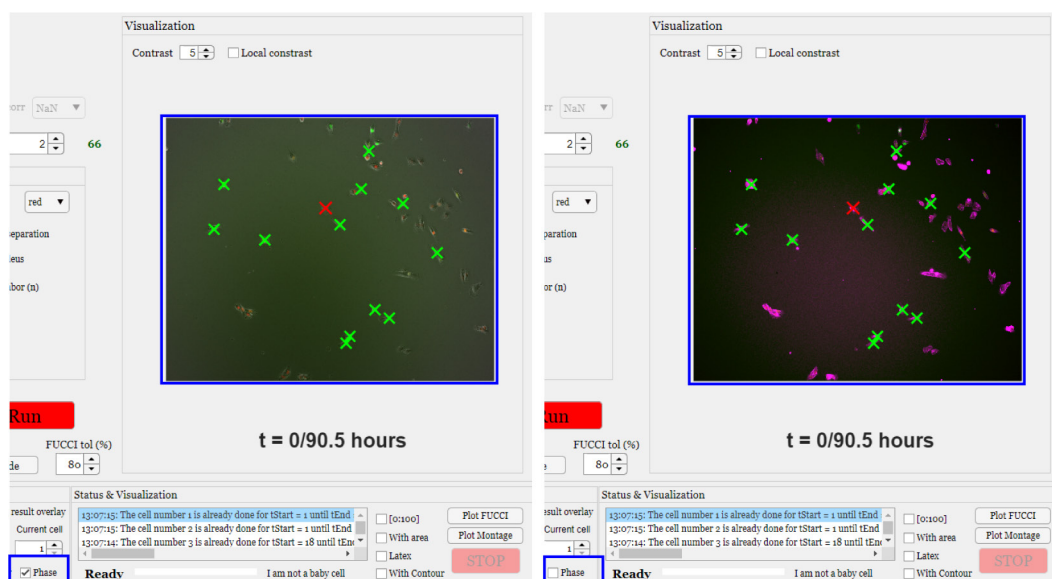 Visualization
Contrast 5 Local constrast
orr NaN
2 66
red
eparation
leus
bor (n)
Run
FUCCI tol (%)
de 80
t = 0/90.5 hours
Status & Visualization
result overlay
Current cell
1
Phase
13:07:15: The cell number 1 is already done for tStart = 1 until tEnd
13:07:15: The cell number 2 is already done for tStart = 1 until tEnd
13:07:14: The cell number 3 is already done for tStart = 18 until tEn
[0:100]
With area
Latex
With Contour
Plot FUCCI
Plot Montage
STOP
Ready I am not a baby cell
Visualization
Contrast 5 Local constrast
rr NaN
2 66
red
paration
us
or (n)
un
FUCCI tol (%)
80
t = 0/90.5 hours
Status & Visualization
sult overlay
Current cell
1
Phase
13:07:15: The cell number 1 is already done for tStart = 1 until tEnd
13:07:15: The cell number 2 is already done for tStart = 1 until tEnd
13:07:14: The cell number 3 is already done for tStart = 18 until tEn
[0:100]
With area
Latex
With Contour
Plot FUCCI
Plot Montage
STOP
Ready I am not a baby cell